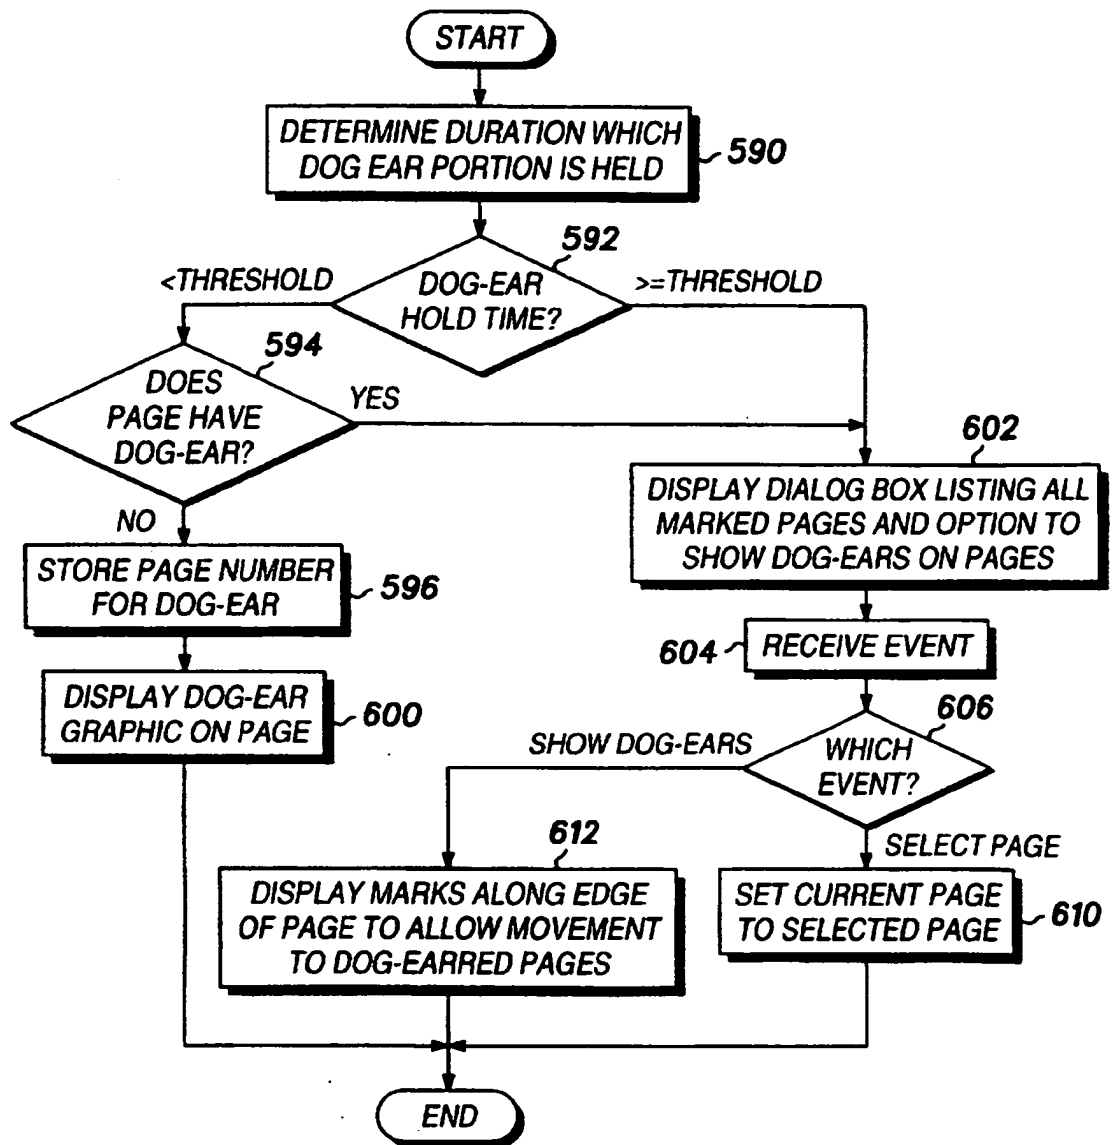 START
DETERMINE DURATION WHICH
DOG EAR PORTION IS HELD
590
592
<THRESHOLD
DOG-EAR
HOLD TIME?
>=THRESHOLD
594
DOES
PAGE HAVE
DOG-EAR?
YES
NO
602
DISPLAY DIALOG BOX LISTING ALL
MARKED PAGES AND OPTION TO
SHOW DOG-EARS ON PAGES
STORE PAGE NUMBER
FOR DOG-EAR
596
604
RECEIVE EVENT
DISPLAY DOG-EAR
GRAPHIC ON PAGE
600
606
SHOW DOG-EARS
WHICH
EVENT?
SELECT PAGE
612
DISPLAY MARKS ALONG EDGE
OF PAGE TO ALLOW MOVEMENT
TO DOG-EARRED PAGES
SET CURRENT PAGE
TO SELECTED PAGE
610
END